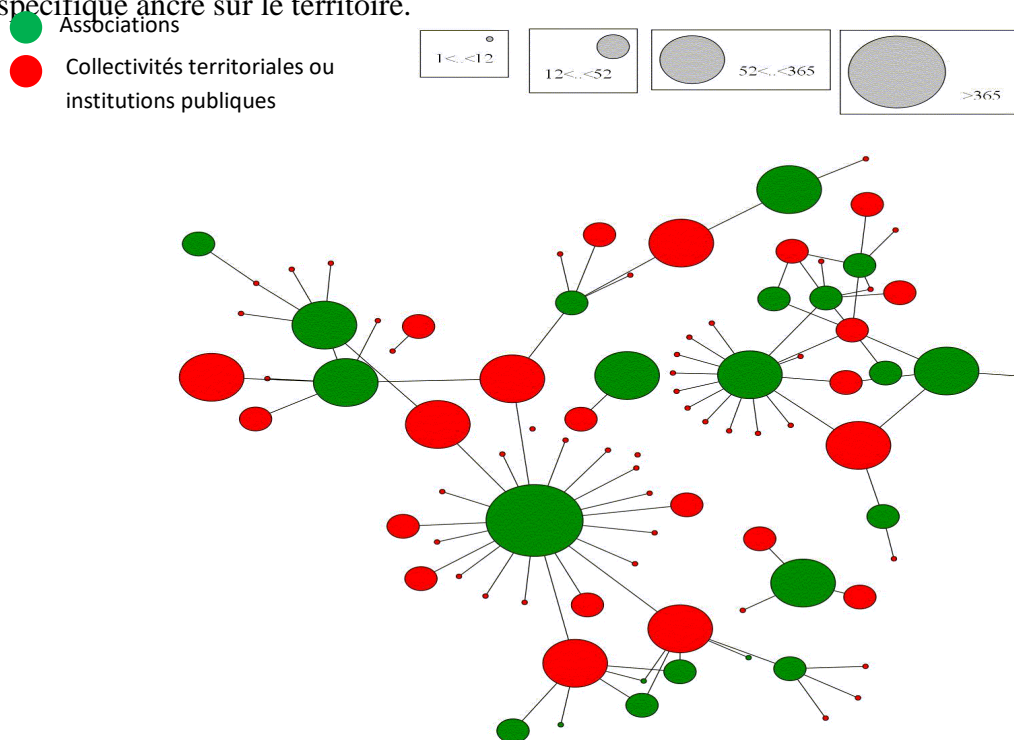 spécifique ancré sur le territoire.
Associations
Collectivités territoriales ou
institutions publiques
1<..<12
12<..<52
52<..<365
>365